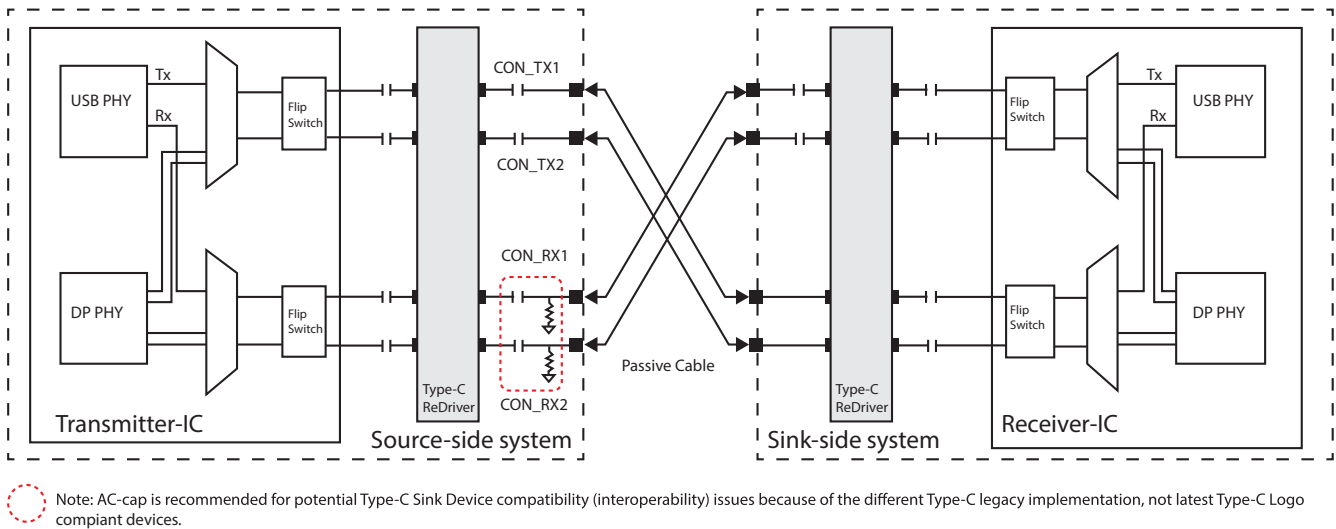 USB PHY
Tx
Rx
Flip
Switch
CON_TX1
CON_TX2
DP PHY
Flip
Switch
CON_RX1
CON_RX2
Type-C
ReDriver
Transmitter-IC
Source-side system
Passive Cable
Flip
Switch
Tx
Rx
USB PHY
Flip
Switch
DP PHY
Type-C
ReDriver
Sink-side system
Receiver-IC
Note: AC-cap is recommended for potential Type-C Sink Device compatibility (interoperability) issues because of the different Type-C legacy implementation, not latest Type-C Logo
compiant devices.